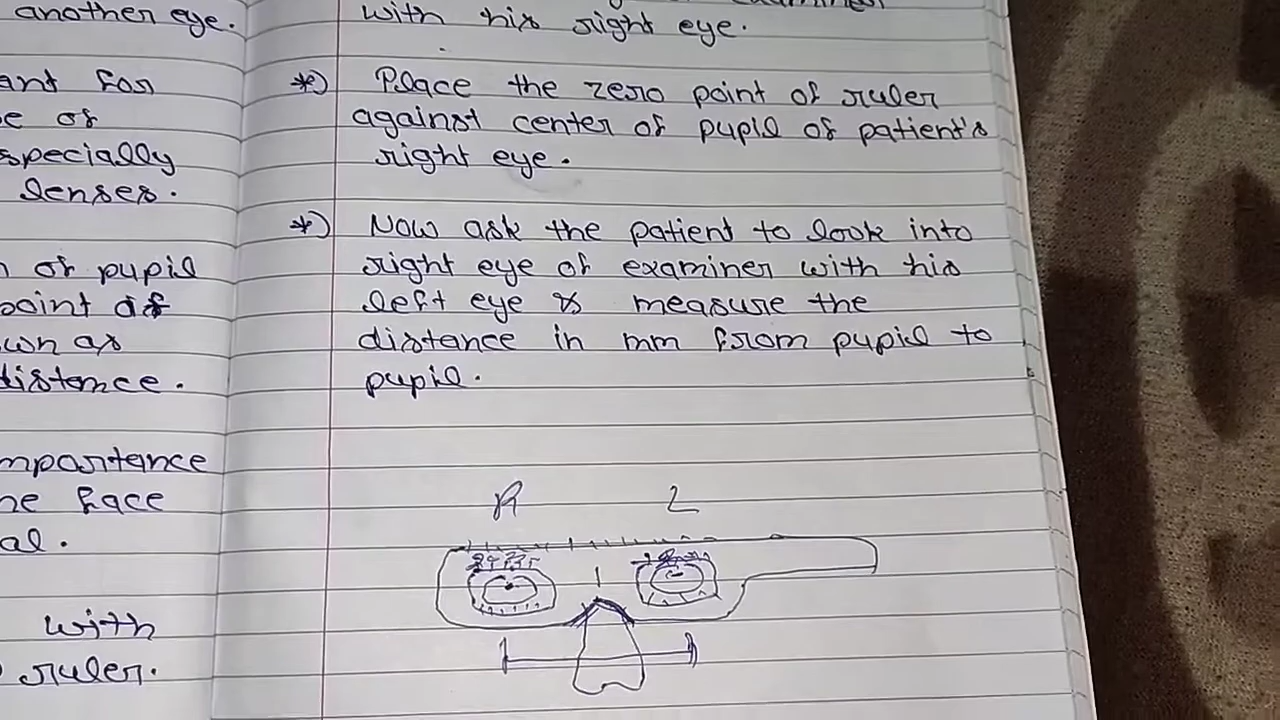 another eye.
ant for
e of
specially
lenses.
of pupil
point of
wn as
distance.
mpartance
he face
al.
with
ruler.
with his right eye.
*) Place the zero point of ruler
against center of pupil of patient's
right eye.
*) Now ask the patient to look into
right eye of examiner with his
left eye & measure the
distance in mm from pupil to
pupil.
R L